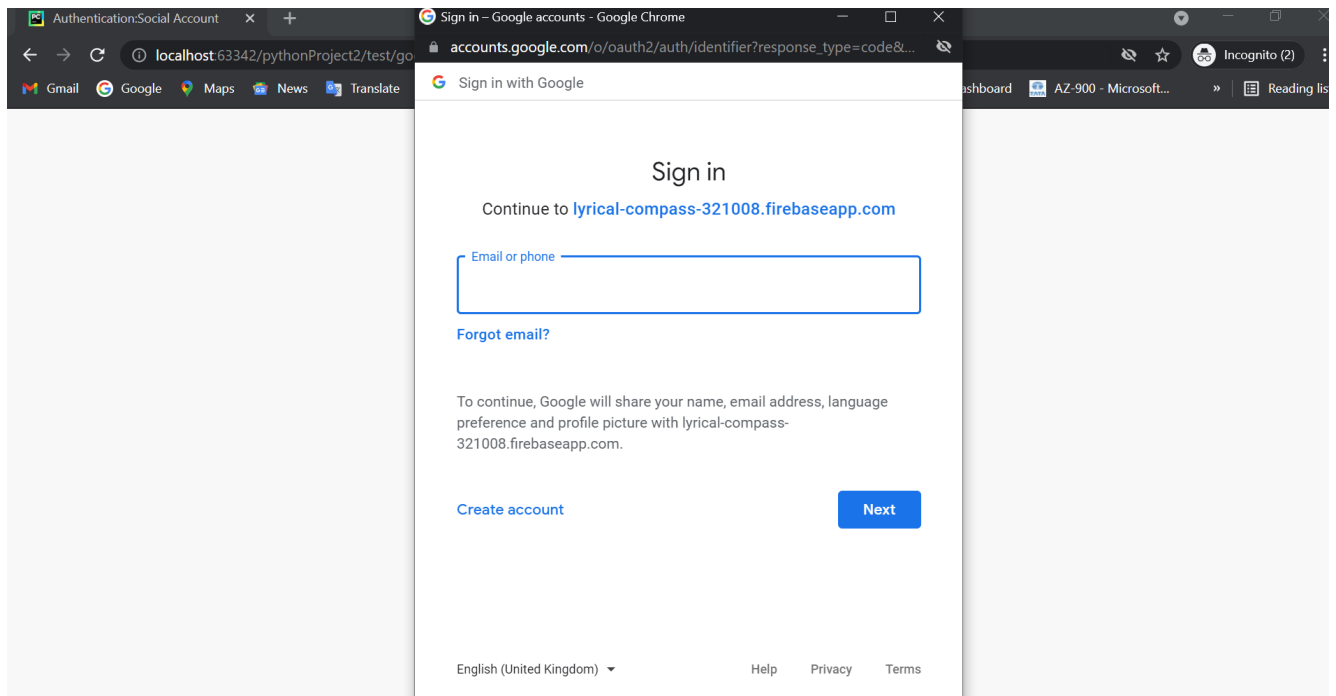 Authentication:Social Account
Sign in – Google accounts - Google Chrome
localhost:63342/pythonProject2/test/go
accounts.google.com/o/oauth2/auth/identifier?response_type=code&...
Incognito (2)
Gmail Google Maps News Translate
Sign in with Google
ashboard AZ-900 - Microsoft... » Reading lis
Sign in
Continue to lyrical-compass-321008.firebaseapp.com
Email or phone
Forgot email?
To continue, Google will share your name, email address, language
preference and profile picture with lyrical-compass-
321008.firebaseapp.com.
Create account
Next
English (United Kingdom)
Help Privacy Terms